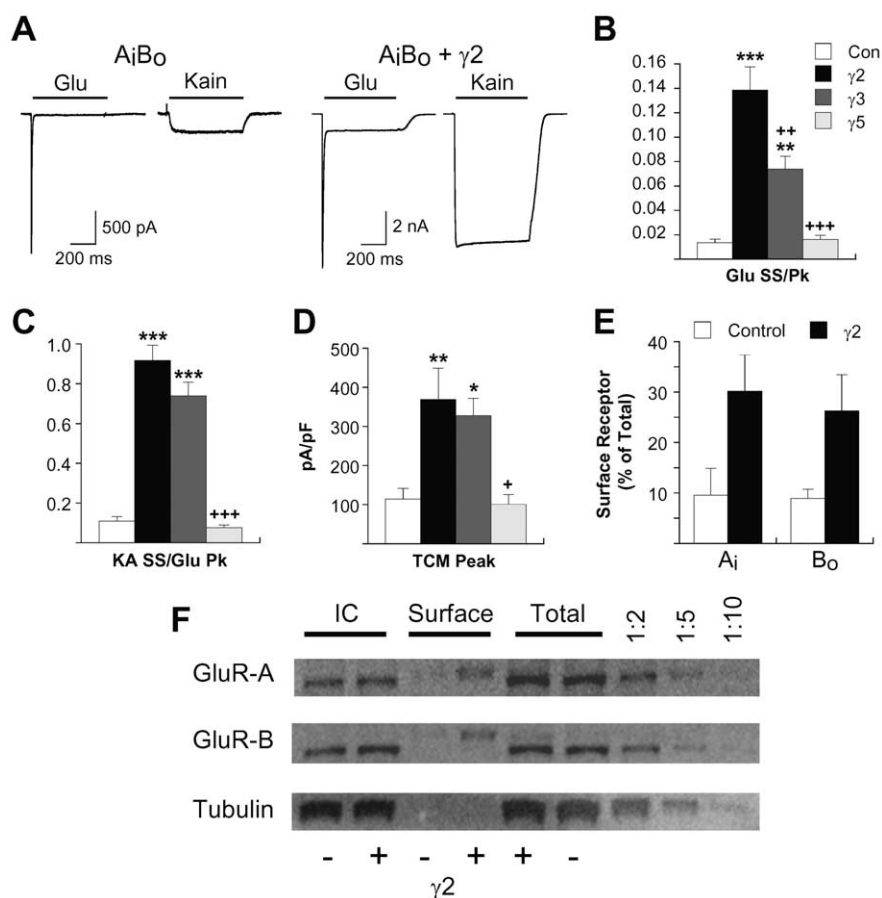 A
AiBo
Glu
Kain
500 pA
200 ms
AiBo + γ2
Glu
Kain
2 nA
200 ms
B
0.16
0.14
0.12
0.10
0.08
0.06
0.04
0.02
***
++
**
+++
Con
γ2
γ3
γ5
Glu SS/Pk
C
1.0
0.8
0.6
0.4
0.2
***
***
+++
KA SS/Glu Pk
D
pA/pF
500
400
300
200
100
**
*
+
TCM Peak
E
Control
γ2
Surface Receptor
(% of Total)
40
30
20
10
Ai
Bo
F
IC
Surface
Total
1:2
1:5
1:10
GluR-A
GluR-B
Tubulin
- + - + + -
γ2